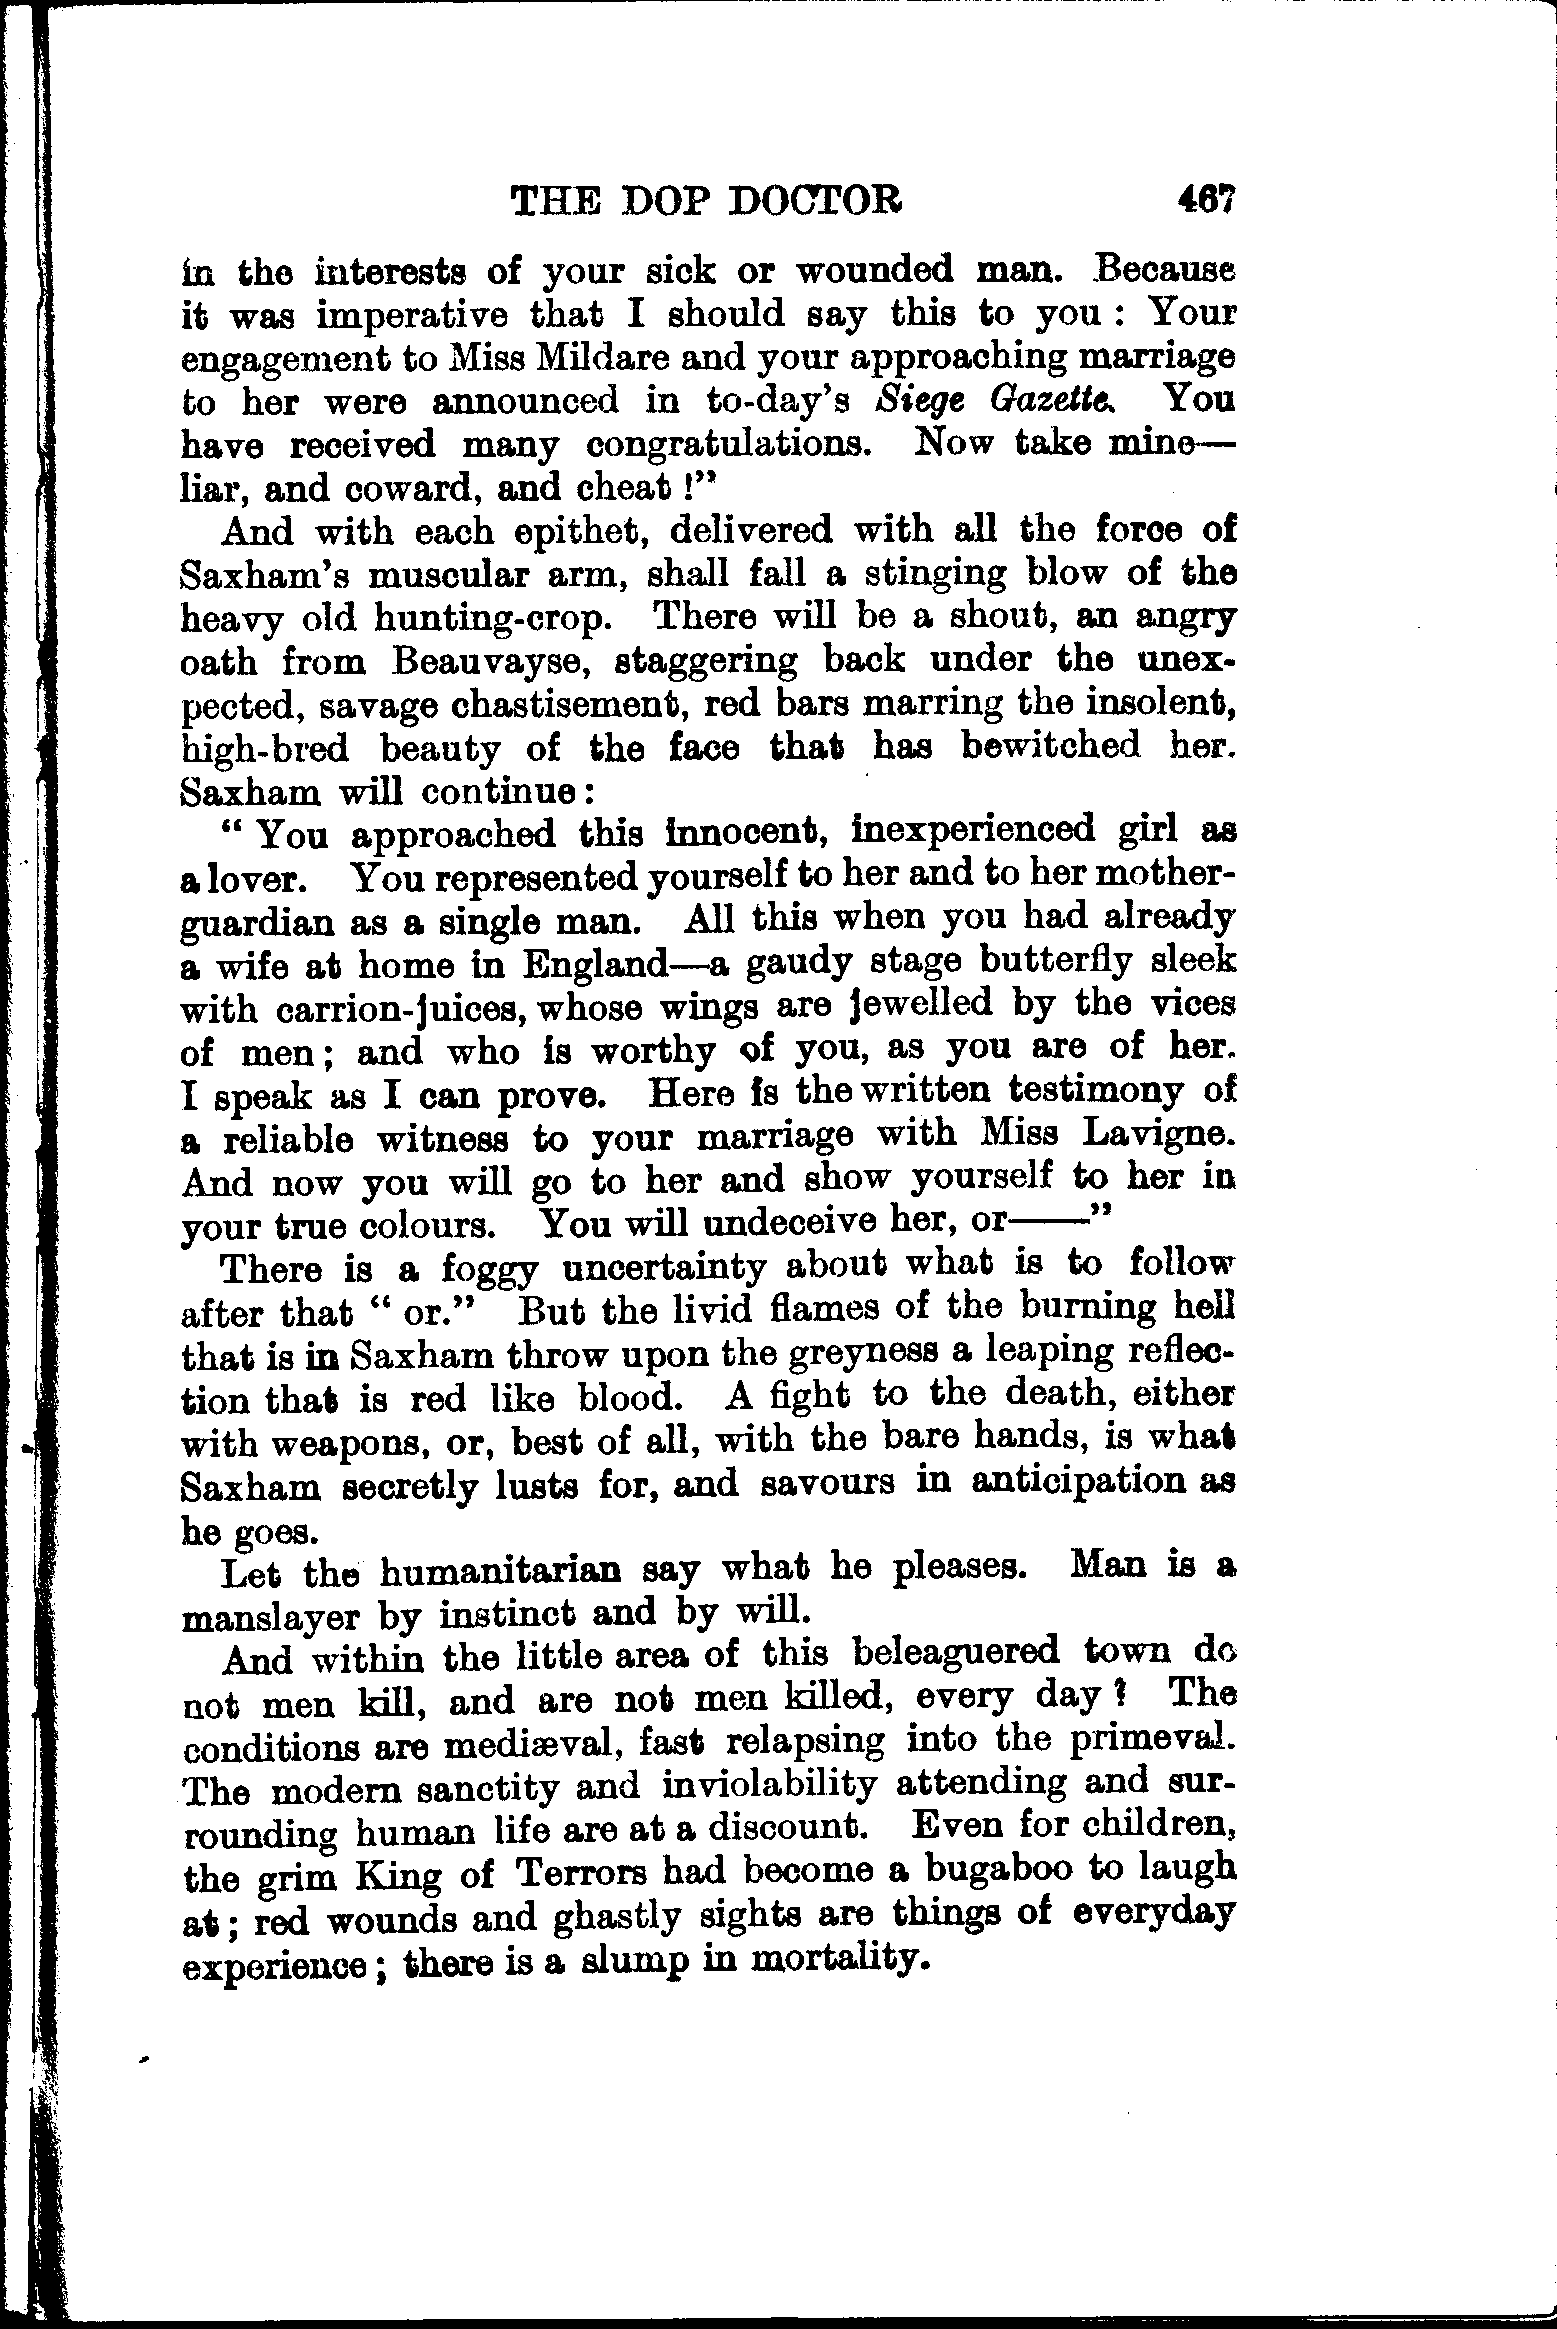 THE DOP DOCTOR 467
in the interests of your sick or wounded man. Because
it was imperative that I should say this to you : Your
engagement to Miss Mildare and your approaching marriage
to her were announced in to-day's Siege Gazette. You
have received many congratulations. Now take mine—
liar, and coward, and cheat !"
And with each epithet, delivered with all the force of
Saxham's muscular arm, shall fall a stinging blow of the
heavy old hunting-crop. There will be a shout, an angry
oath from Beauvayse, staggering back under the unex-
pected, savage chastisement, red bars marring the insolent,
high-bred beauty of the face that has bewitched her.
Saxham will continue:
" You approached this innocent, inexperienced girl as
a lover. You represented yourself to her and to her mother-
guardian as a single man. All this when you had already
a wife at home in England—a gaudy stage butterfly sleek
with carrion-juices, whose wings are jewelled by the vices
of men; and who is worthy of you, as you are of her.
I speak as I can prove. Here is the written testimony of
a reliable witness to your marriage with Miss Lavigne.
And now you will go to her and show yourself to her in
your true colours. You will undeceive her, or——"
There is a foggy uncertainty about what is to follow
after that " or." But the livid flames of the burning hell
that is in Saxham throw upon the greyness a leaping reflec-
tion that is red like blood. A fight to the death, either
with weapons, or, best of all, with the bare hands, is what
Saxham secretly lusts for, and savours in anticipation as
he goes.
Let the humanitarian say what he pleases. Man is a
manslayer by instinct and by will.
And within the little area of this beleaguered town do
not men kill, and are not men killed, every day ? The
conditions are mediæval, fast relapsing into the primeval.
The modern sanctity and inviolability attending and sur-
rounding human life are at a discount. Even for children,
the grim King of Terrors had become a bugaboo to laugh
at ; red wounds and ghastly sights are things of everyday
experience ; there is a slump in mortality.